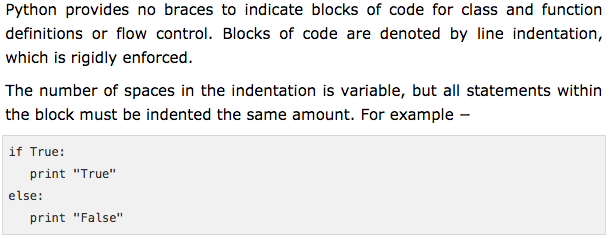 Python provides no braces to indicate blocks of code for class and function
definitions or flow control. Blocks of code are denoted by line indentation,
which is rigidly enforced.
The number of spaces in the indentation is variable, but all statements within
the block must be indented the same amount. For example −
if True:
   print "True"
else:
   print "False"